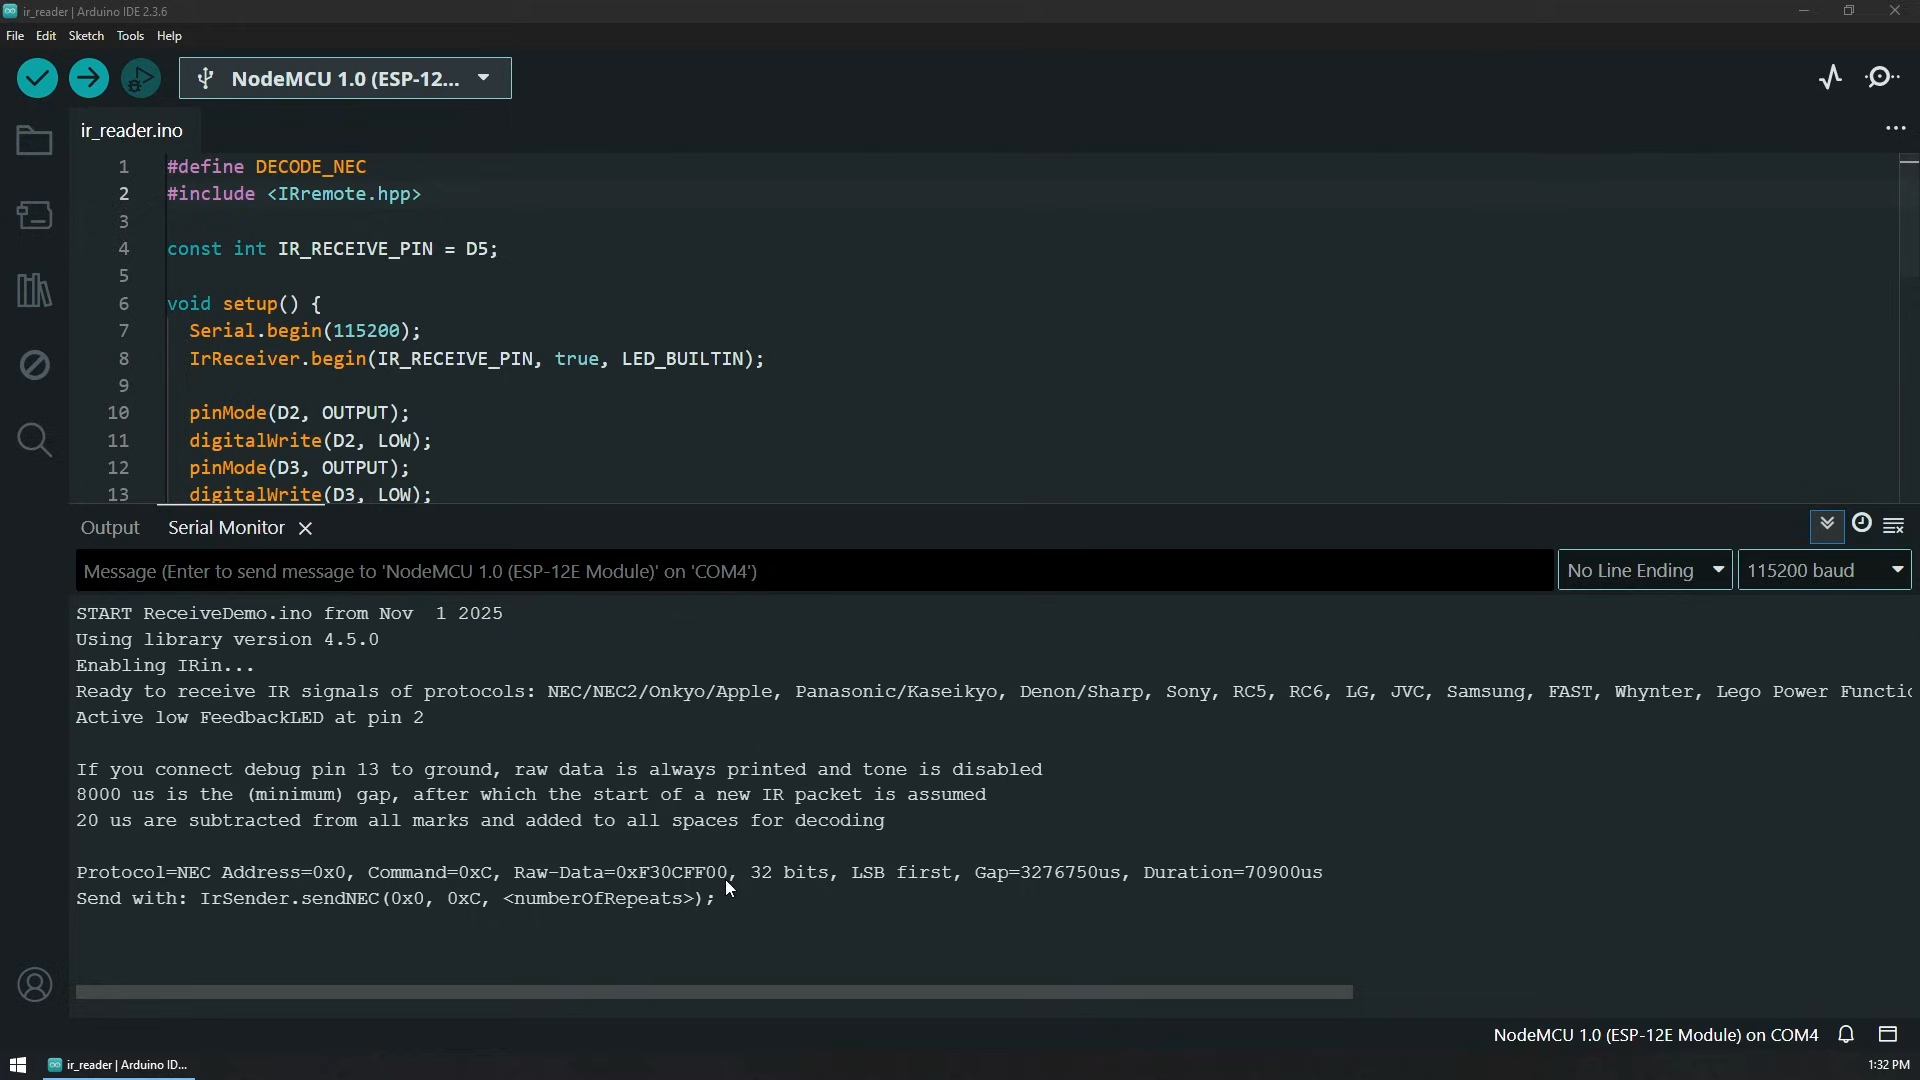 ir_reader | Arduino IDE 2.3.6
File Edit Sketch Tools Help
NodeMCU 1.0 (ESP-12...
ir_reader.ino
1 #define DECODE_NEC
2 #include <IRremote.hpp>
3
4 const int IR_RECEIVE_PIN = D5;
5
6 void setup() {
7 Serial.begin(115200);
8 IrReceiver.begin(IR_RECEIVE_PIN, true, LED_BUILTIN);
9
10 pinMode(D2, OUTPUT);
11 digitalWrite(D2, LOW);
12 pinMode(D3, OUTPUT);
13 digitalWrite(D3, LOW);
Output Serial Monitor
Message (Enter to send message to 'NodeMCU 1.0 (ESP-12E Module)' on 'COM4') No Line Ending 115200 baud
START ReceiveDemo.ino from Nov  1 2025
Using library version 4.5.0
Enabling IRin...
Ready to receive IR signals of protocols: NEC/NEC2/Onkyo/Apple, Panasonic/Kaseikyo, Denon/Sharp, Sony, RC5, RC6, LG, JVC, Samsung, FAST, Whynter, Lego Power Functi
Active low FeedbackLED at pin 2
If you connect debug pin 13 to ground, raw data is always printed and tone is disabled
8000 us is the (minimum) gap, after which the start of a new IR packet is assumed
20 us are subtracted from all marks and added to all spaces for decoding
Protocol=NEC Address=0x0, Command=0xC, Raw-Data=0xF30CFF00, 32 bits, LSB first, Gap=3276750us, Duration=70900us
Send with: IrSender.sendNEC(0x0, 0xC, <numberOfRepeats>);
NodeMCU 1.0 (ESP-12E Module) on COM4
ir_reader | Arduino ID...
1:32 PM